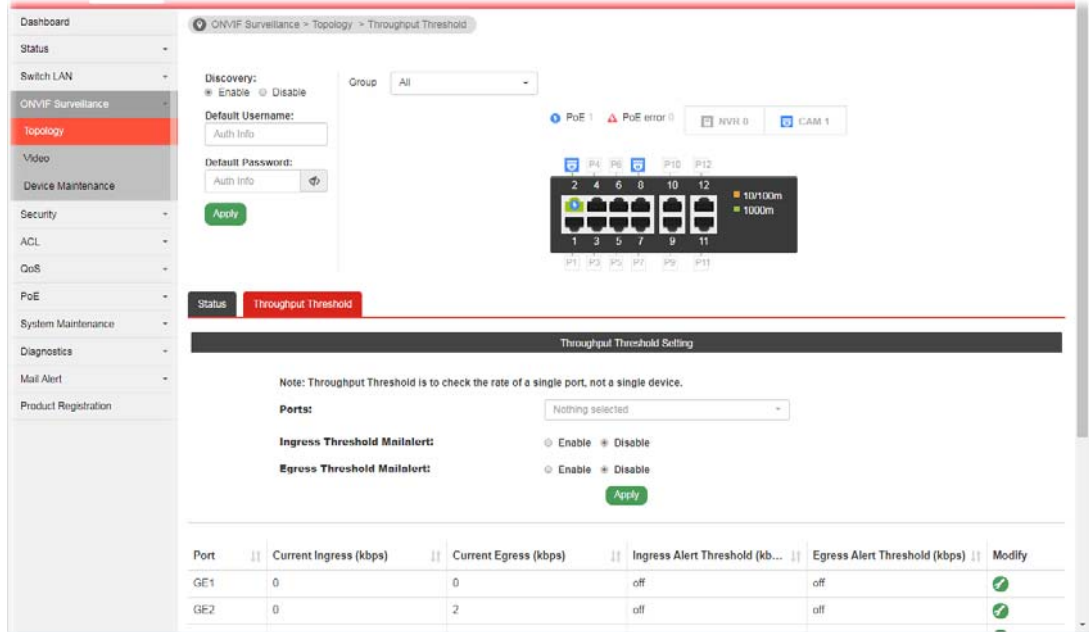 Dashboard
Status
Switch LAN
ONVIF Surveillance
Topology
Video
Device Maintenance
Security
ACL
QoS
PoE
System Maintenance
Diagnostics
Mail Alert
Product Registration
ONVIF Surveillance > Topology > Throughput Threshold
Discovery:
Enable Disable
Default Username:
Auth Info
Default Password:
Auth Info
Apply
Group All
PoE 1 PoE error 0 NVR 0 CAM 1
P4 P6 P10 P12
2 4 6 8 10 12
10/100m
1000m
1 3 5 7 9 11
P1 P3 P5 P7 P9 P11
Status Throughput Threshold
Throughput Threshold Setting
Note: Throughput Threshold is to check the rate of a single port, not a single device.
Ports: Nothing selected
Ingress Threshold Mailalert: Enable Disable
Egress Threshold Mailalert: Enable Disable
Apply
Port Current Ingress (kbps) Current Egress (kbps) Ingress Alert Threshold (kb... Egress Alert Threshold (kbps) Modify
GE1 0 0 off off
GE2 0 2 off off